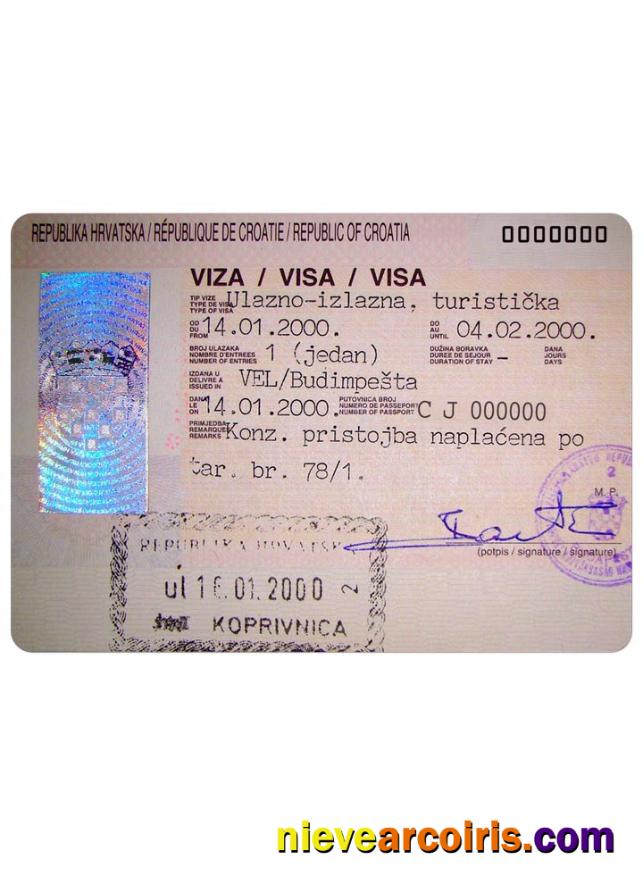 REPUBLIKA HRVATSKA / RÉPUBLIQUE DE CROATIE / REPUBLIC OF CROATIA 0000000
VIZA / VISA / VISA
TIP VIZE
TYPE DE VISA
TYPE OF VISA
Ulazno-izlazna, turistička
OD
DU
FROM
14.01.2000.
DO
AU
UNTIL
04.02.2000.
BROJ ULAZAKA
NOMBRE D'ENTREES
NUMBER OF ENTRIES
1 (jedan)
DUŽINA BORAVKA
DUREE DE SEJOUR
DURATION OF STAY
–
DANA
JOURS
DAYS
IZDANA U
DELIVRE A
ISSUED IN
VEL/Budimpešta
DANA
LE
ON
14.01.2000.
PUTOVNICA BROJ
NUMERO DE PASSEPORT
NUMBER OF PASSPORT
C J 000000
PRIMJEDBA
REMARQUES
REMARKS
Konz. pristojba naplaćena po
tar. br. 78/1.
2
M. P.
(potpis / signature / signature)
REPUBLIKA HRVATSKA
ul 16.01.2000 2
KOPRIVNICA
nievearcoiris.com